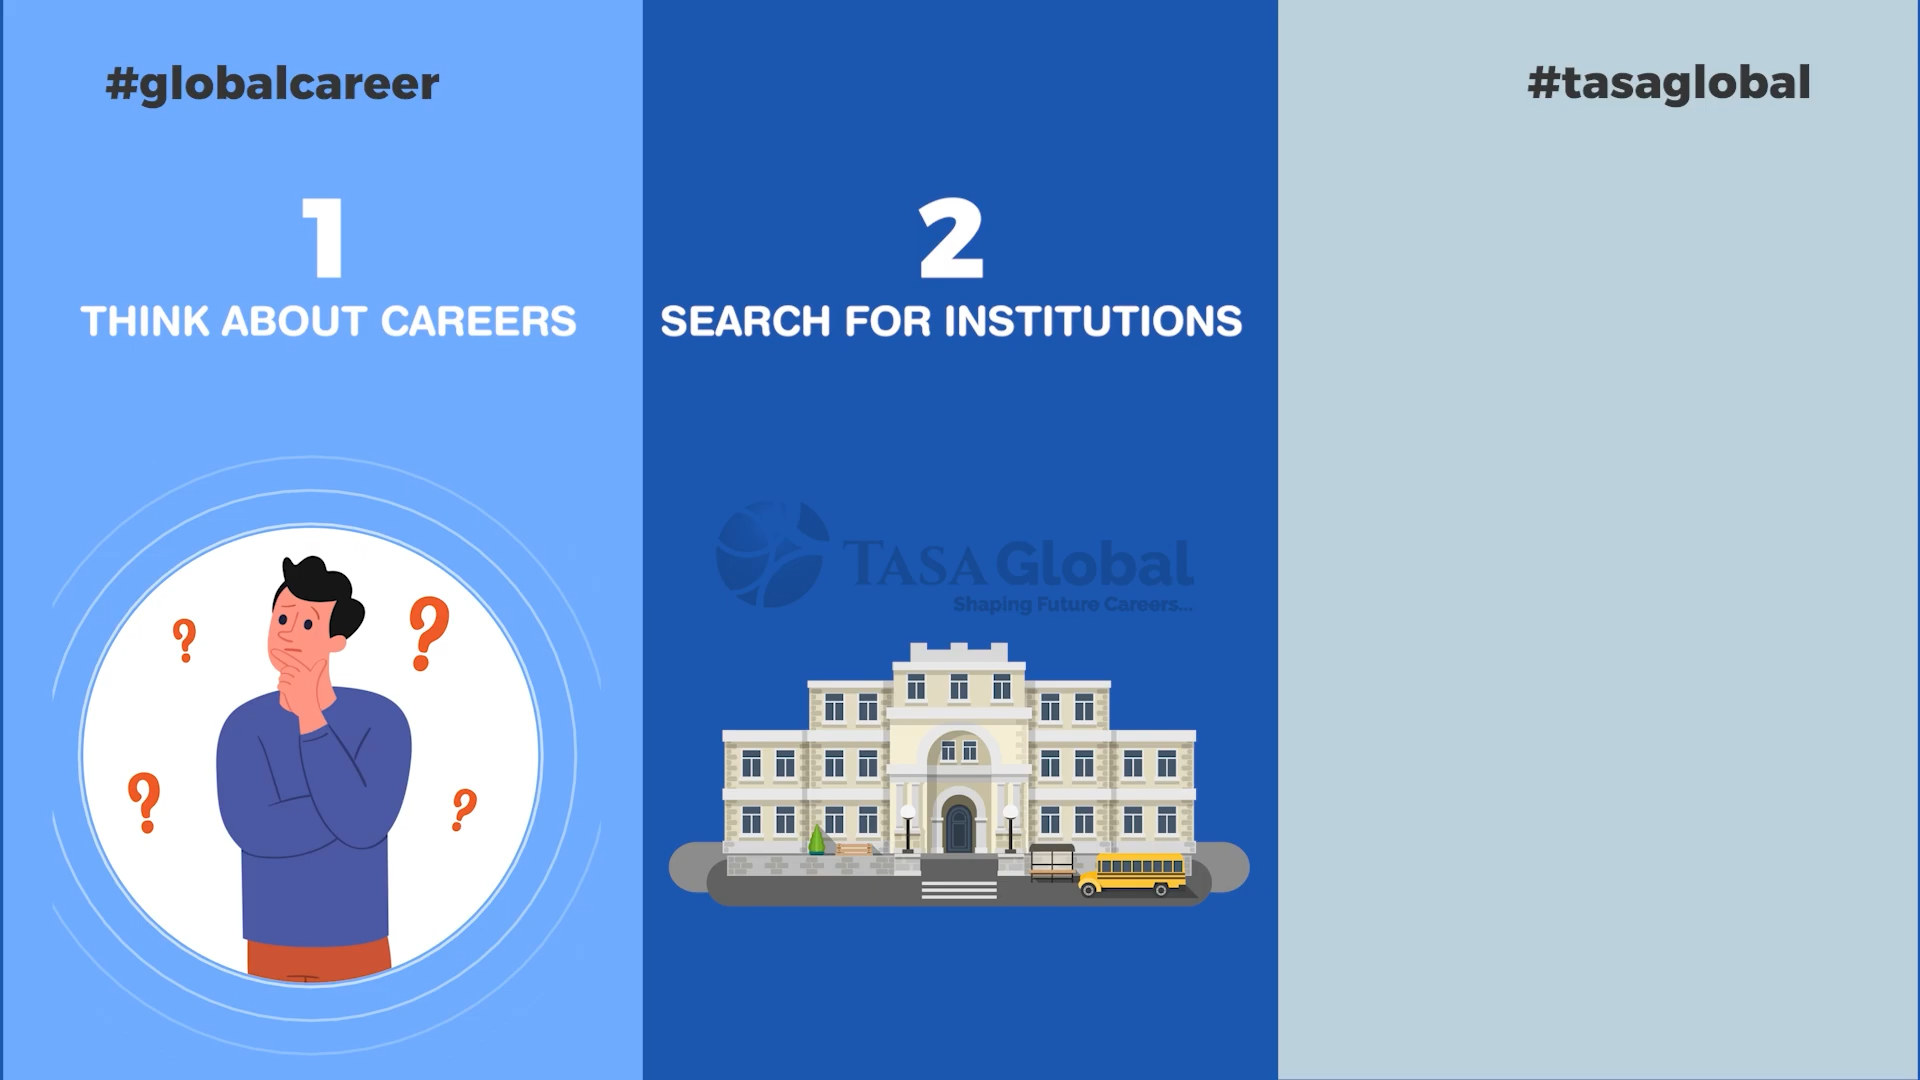 #globalcareer
#tasaglobal
1
THINK ABOUT CAREERS
2
SEARCH FOR INSTITUTIONS
TASA Global
Shaping Future Careers...
?
?
?
?